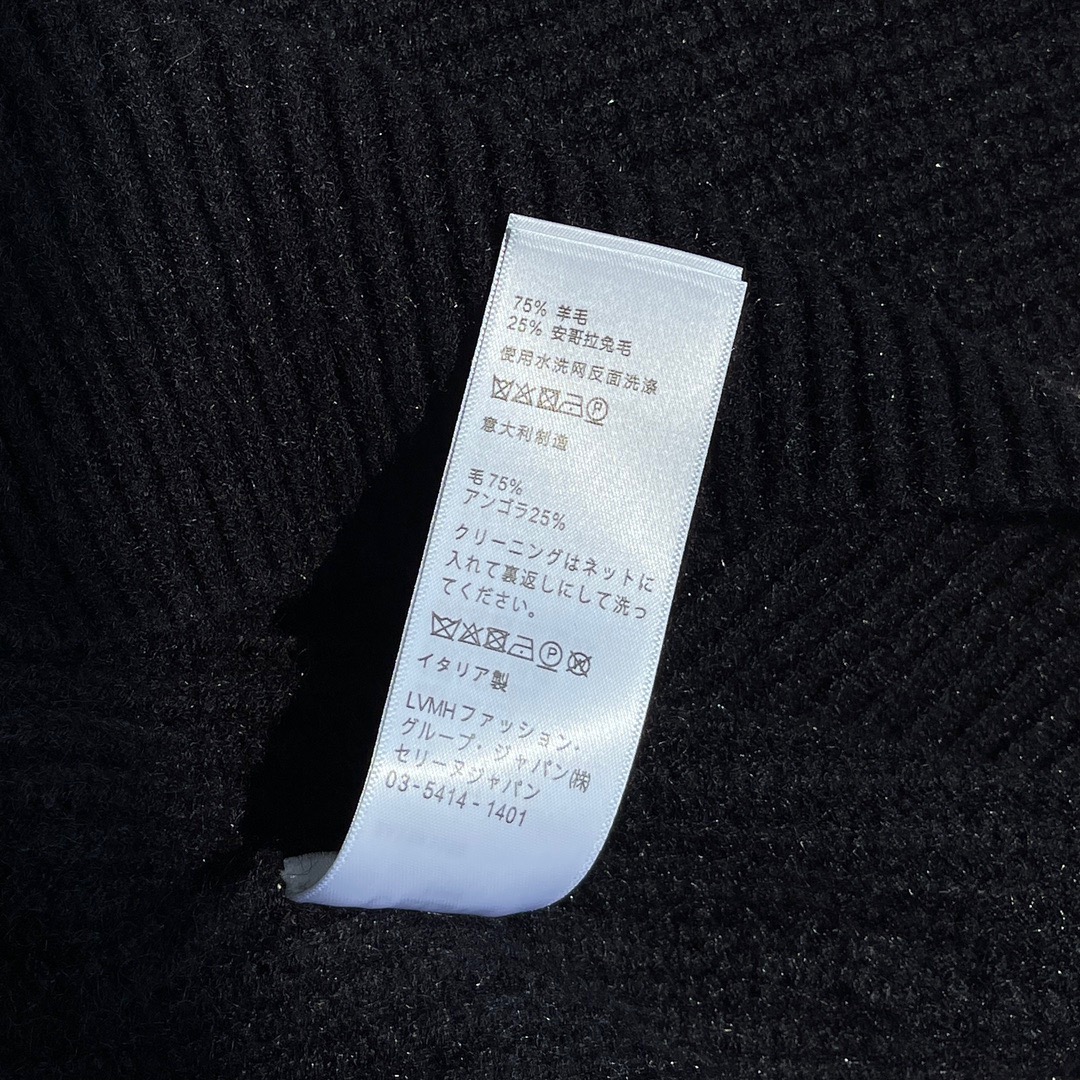 75% 羊毛
25% 安哥拉兔毛
使用水洗网反面洗涤
P
意大利制造
毛 75%
アンゴラ25%
クリーニングはネットに
入れて裏返しにして洗っ
てください。
P W
イタリア製
LVMHファッション・
グループ・ジャパン㈱
セリーヌジャパン
03-5414-1401